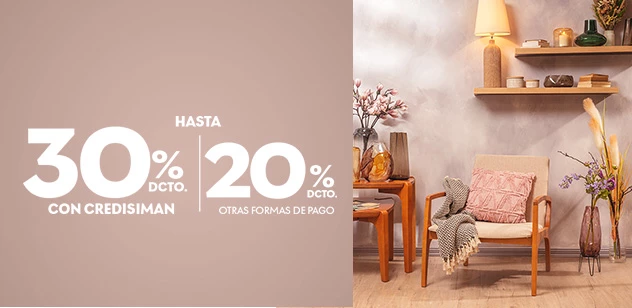 HASTA
30% DCTO.
CON CREDISIMAN
20% DCTO.
OTRAS FORMAS DE PAGO